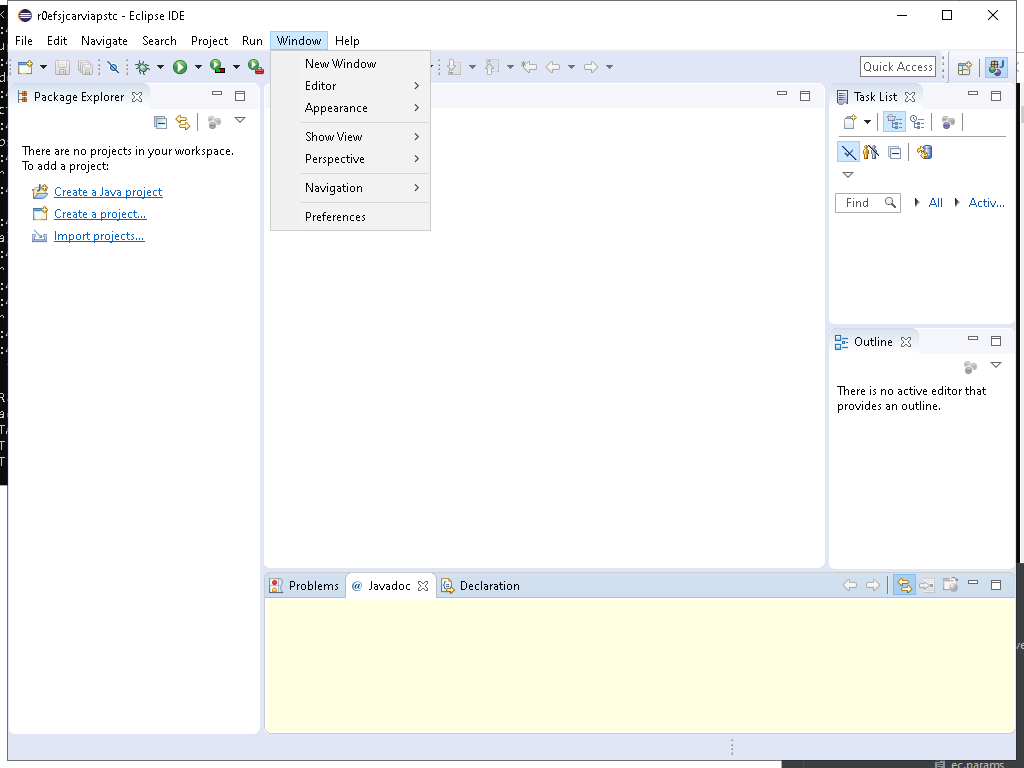 r0efsjcarviapstc - Eclipse IDE
File Edit Navigate Search Project Run Window Help
Quick Access
New Window
Editor
Appearance
Show View
Perspective
Navigation
Preferences
Package Explorer
There are no projects in your workspace.
To add a project:
Create a Java project
Create a project...
Import projects...
Task List
Find
All
Activ...
Outline
There is no active editor that
provides an outline.
Problems
@ Javadoc
Declaration
ec.params